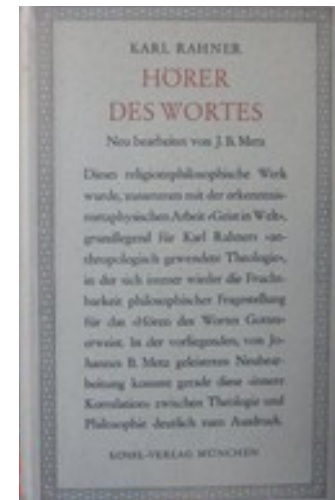 KARL RAHNER
HÖRER
DES WORTES
Neu bearbeitet von J. B. Metz
Dieses religionsphilosophische Werk
wurde, zusammen mit der erkenntnis-
metaphysischen Arbeit »Geist in Welt«,
grundlegend für Karl Rahners »an-
thropologisch gewendete Theologie«,
in der sich immer wieder die Frucht-
barkeit philosophischer Fragestellung
für das »Hören des Wortes Gottes«
erweist. In der vorliegenden, von Jo-
hannes B. Metz geleisteten Neubear-
beitung kommt gerade diese »innere
Korrelation« zwischen Theologie und
Philosophie deutlich zum Ausdruck.
KÖSEL-VERLAG MÜNCHEN